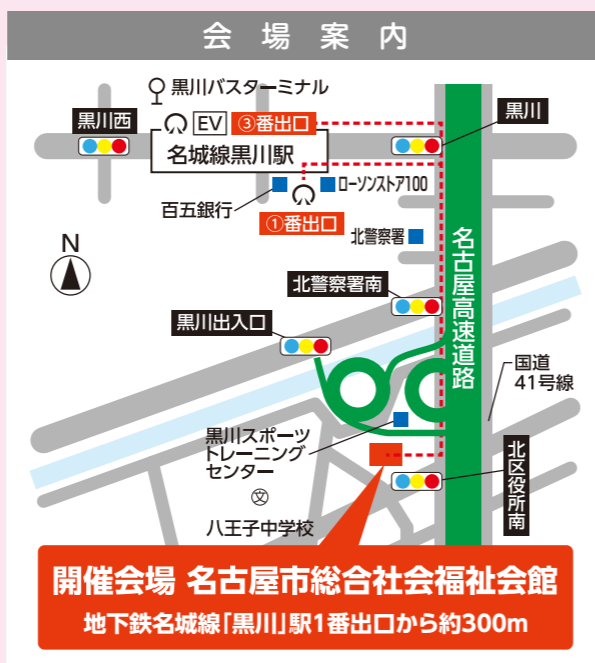 会場案内
黒川バスターミナル
黒川西
EV
③番出口
黒川
名城線黒川駅
ローソンストア100
百五銀行
①番出口
北警察署
N
名古屋高速道路
北警察署南
黒川出入口
国道
41号線
黒川スポーツ
トレーニング
センター
北区役所南
文
八王子中学校
開催会場 名古屋市総合社会福祉会館
地下鉄名城線「黒川」駅1番出口から約300m